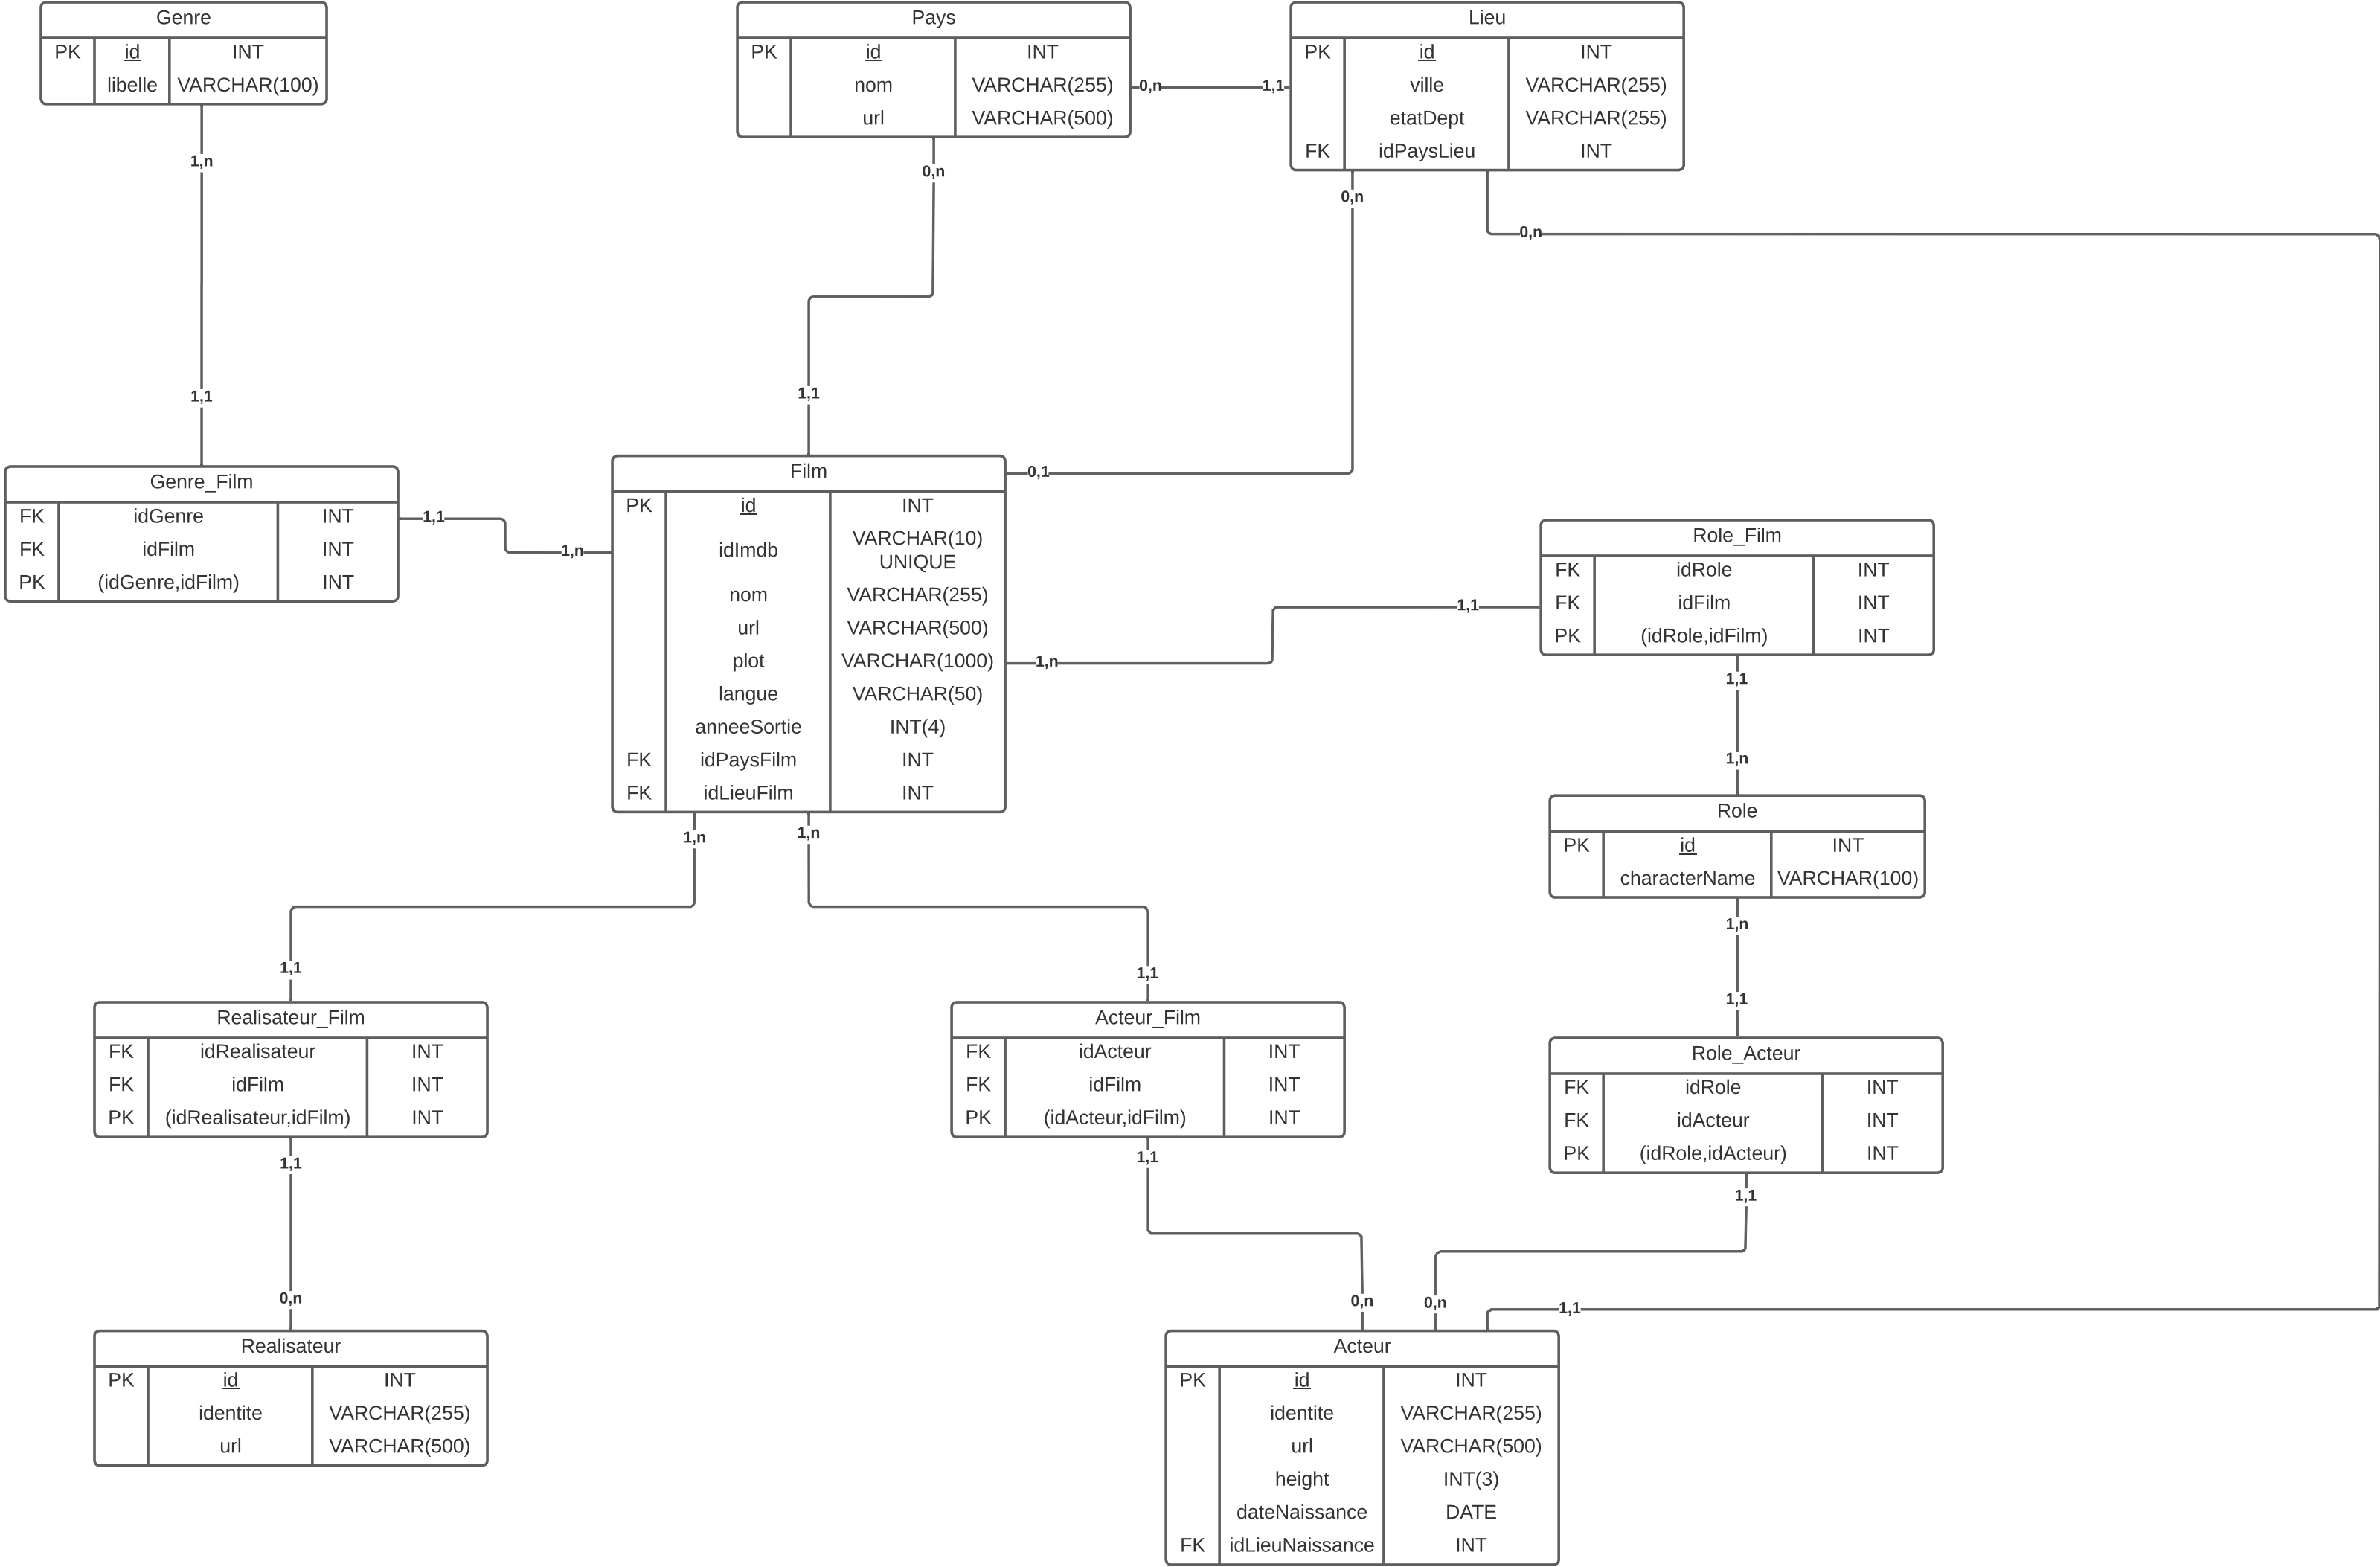 Genre
PK id INT
libelle VARCHAR(100)
Pays
PK id INT
nom VARCHAR(255)
url VARCHAR(500)
Lieu
PK id INT
ville VARCHAR(255)
etatDept VARCHAR(255)
FK idPaysLieu INT
0,n 1,1
1,n
0,n
0,n
0,n
1,1
1,1
0,1
Genre_Film
FK idGenre INT
FK idFilm INT
PK (idGenre,idFilm) INT
1,1
1,n
Film
PK id INT
idImdb VARCHAR(10)
UNIQUE
nom VARCHAR(255)
url VARCHAR(500)
plot VARCHAR(1000)
langue VARCHAR(50)
anneeSortie INT(4)
FK idPaysFilm INT
FK idLieuFilm INT
Role_Film
FK idRole INT
FK idFilm INT
PK (idRole,idFilm) INT
1,1
1,n
1,1
1,n
Role
PK id INT
characterName VARCHAR(100)
1,n
1,n
1,n
1,1
1,1
1,1
Realisateur_Film
FK idRealisateur INT
FK idFilm INT
PK (idRealisateur,idFilm) INT
Acteur_Film
FK idActeur INT
FK idFilm INT
PK (idActeur,idFilm) INT
Role_Acteur
FK idRole INT
FK idActeur INT
PK (idRole,idActeur) INT
1,1
1,1
1,1
0,n
0,n
0,n
1,1
Realisateur
PK id INT
identite VARCHAR(255)
url VARCHAR(500)
Acteur
PK id INT
identite VARCHAR(255)
url VARCHAR(500)
height INT(3)
dateNaissance DATE
FK idLieuNaissance INT